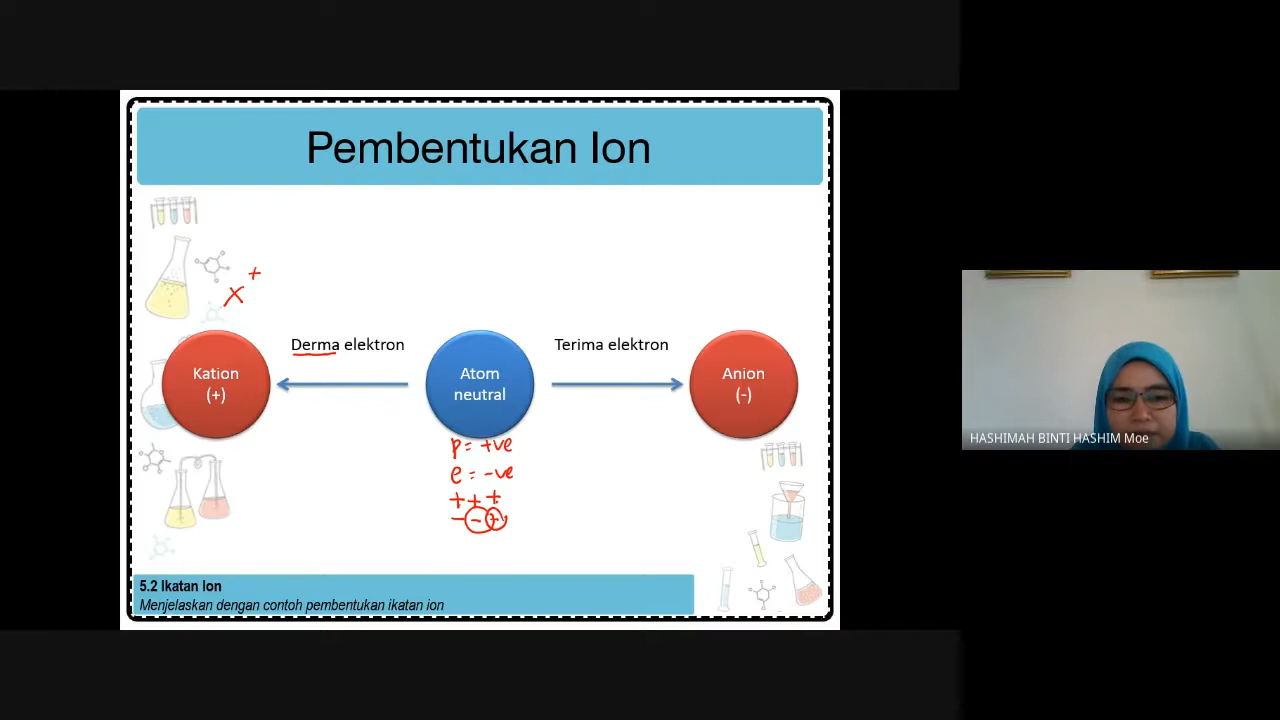 Pembentukan Ion
x+
Derma elektron
Terima elektron
Kation
(+)
Atom
neutral
Anion
(-)
p = +ve
e = -ve
+ + +
- -
5.2 Ikatan Ion
Menjelaskan dengan contoh pembentukan ikatan ion
HASHIMAH BINTI HASHIM Moe